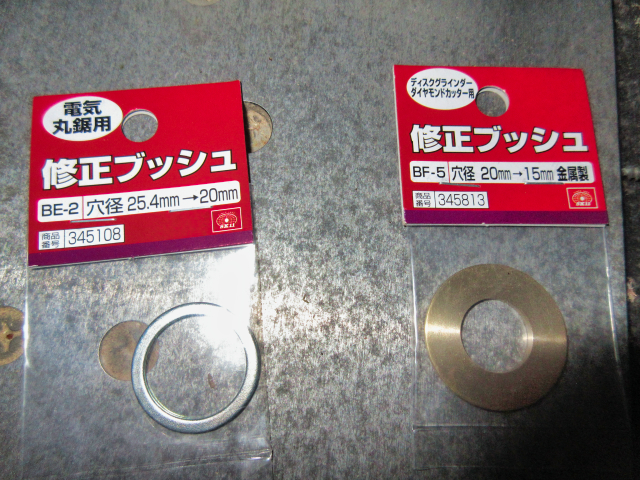 電気
丸鋸用
修正ブッシュ
BE-2 穴径 25.4mm→20mm
商品
番号 345108
ディスクグラインダー
ダイヤモンドカッター用
修正ブッシュ
BF-5 穴径 20mm→15mm 金属製
商品
番号 345813